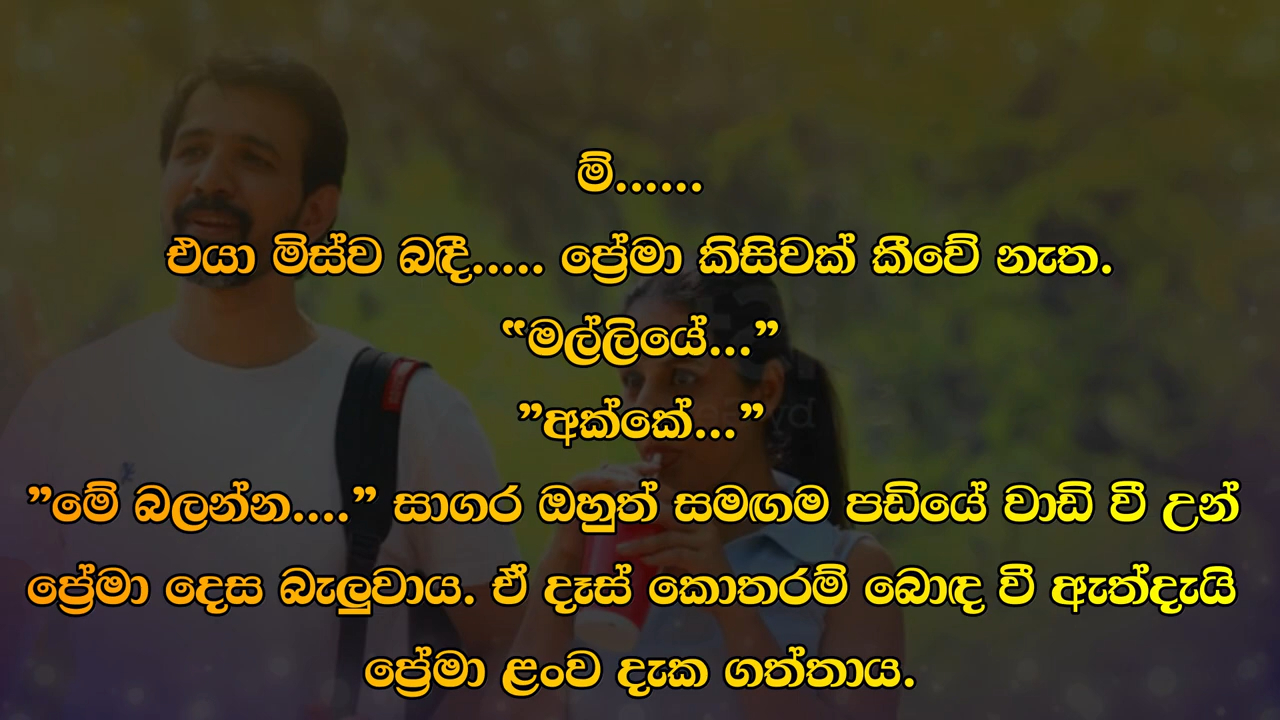 ම්......
එයා මිස්ව බඳී..... ප්‍රේමා කිසිවක් කීවේ නැත.
“මල්ලියේ...”
”අක්කේ...”
”මේ බලන්න....” සාගර ඔහුත් සමඟම පඩියේ වාඩි වී උන්
ප්‍රේමා දෙස බැලුවාය. ඒ දෑස් කොතරම් බොඳ වී ඇත්දැයි
ප්‍රේමා ළංව දැක ගත්තාය.